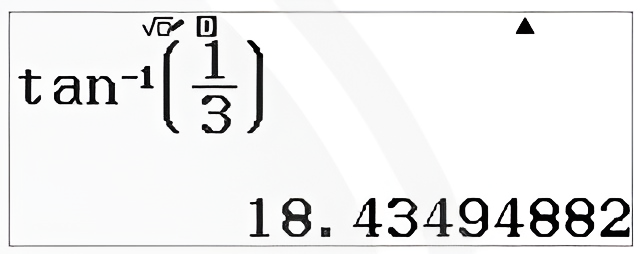 √□ D ▲
tan⁻¹(1/3)
18.43494882